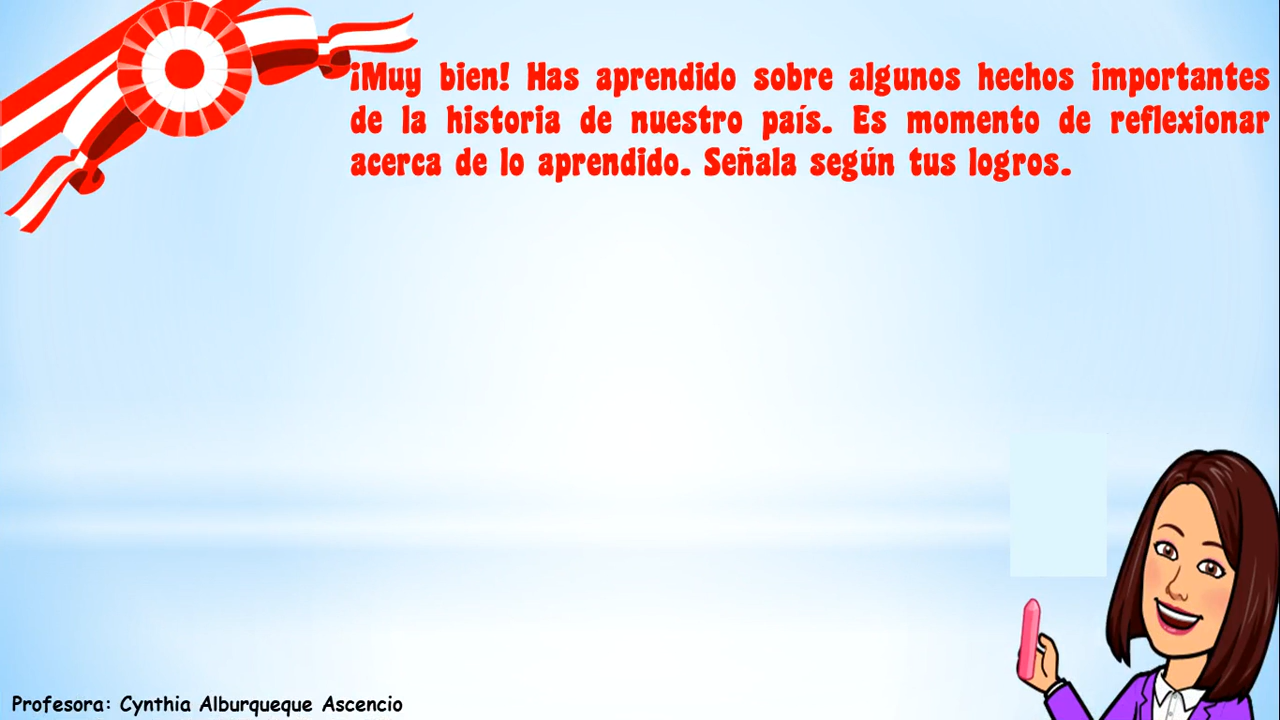 ¡Muy bien! Has aprendido sobre algunos hechos importantes
de la historia de nuestro país. Es momento de reflexionar
acerca de lo aprendido. Señala según tus logros.
Profesora: Cynthia Alburqueque Ascencio